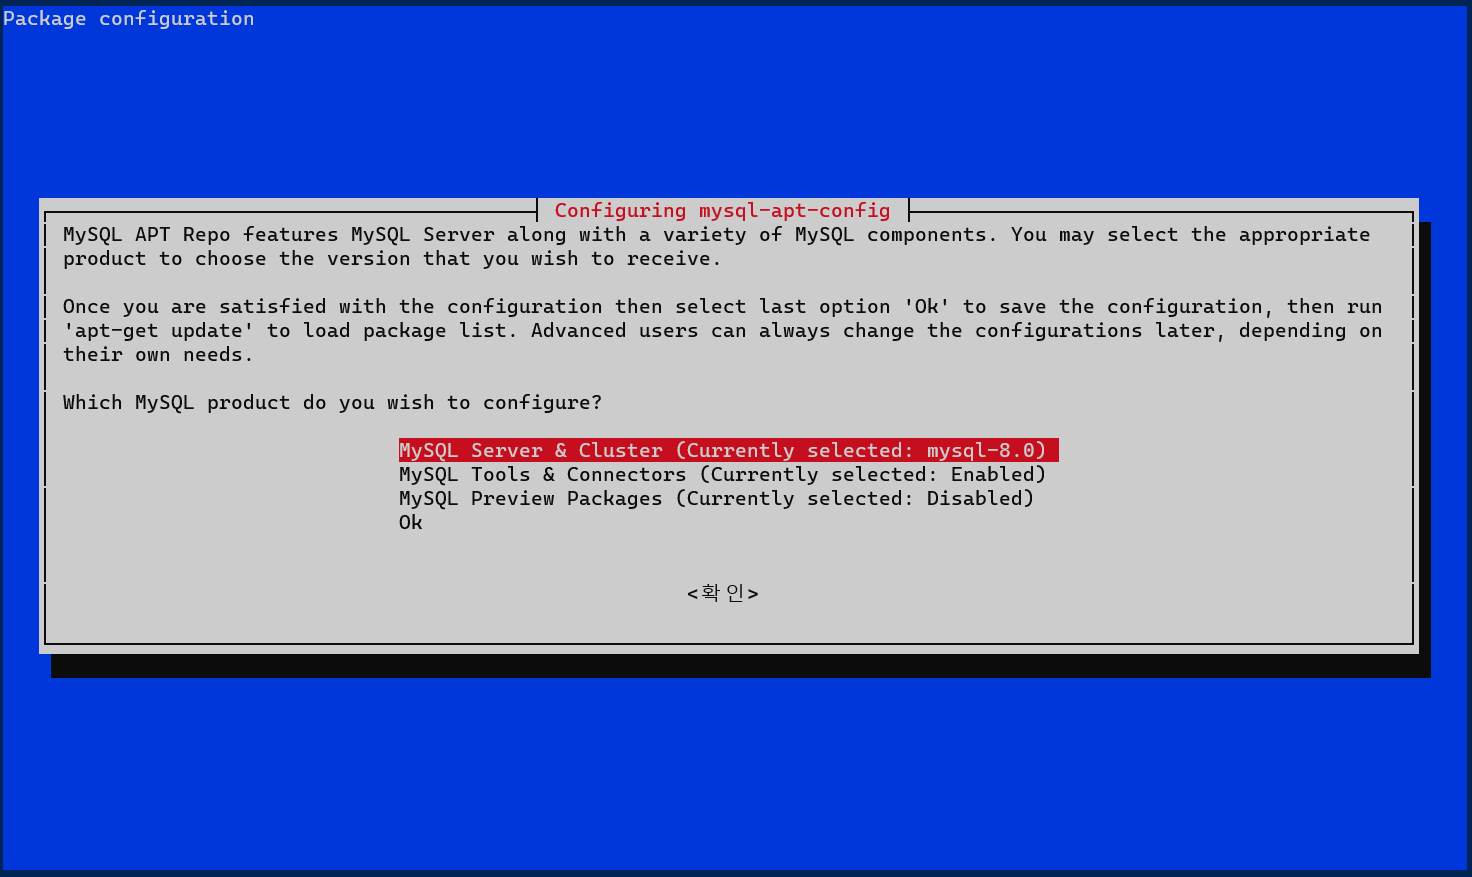 Package configuration
Configuring mysql-apt-config
MySQL APT Repo features MySQL Server along with a variety of MySQL components. You may select the appropriate
product to choose the version that you wish to receive.
Once you are satisfied with the configuration then select last option 'Ok' to save the configuration, then run
'apt-get update' to load package list. Advanced users can always change the configurations later, depending on
their own needs.
Which MySQL product do you wish to configure?
MySQL Server & Cluster (Currently selected: mysql-8.0)
MySQL Tools & Connectors (Currently selected: Enabled)
MySQL Preview Packages (Currently selected: Disabled)
Ok
<확인>